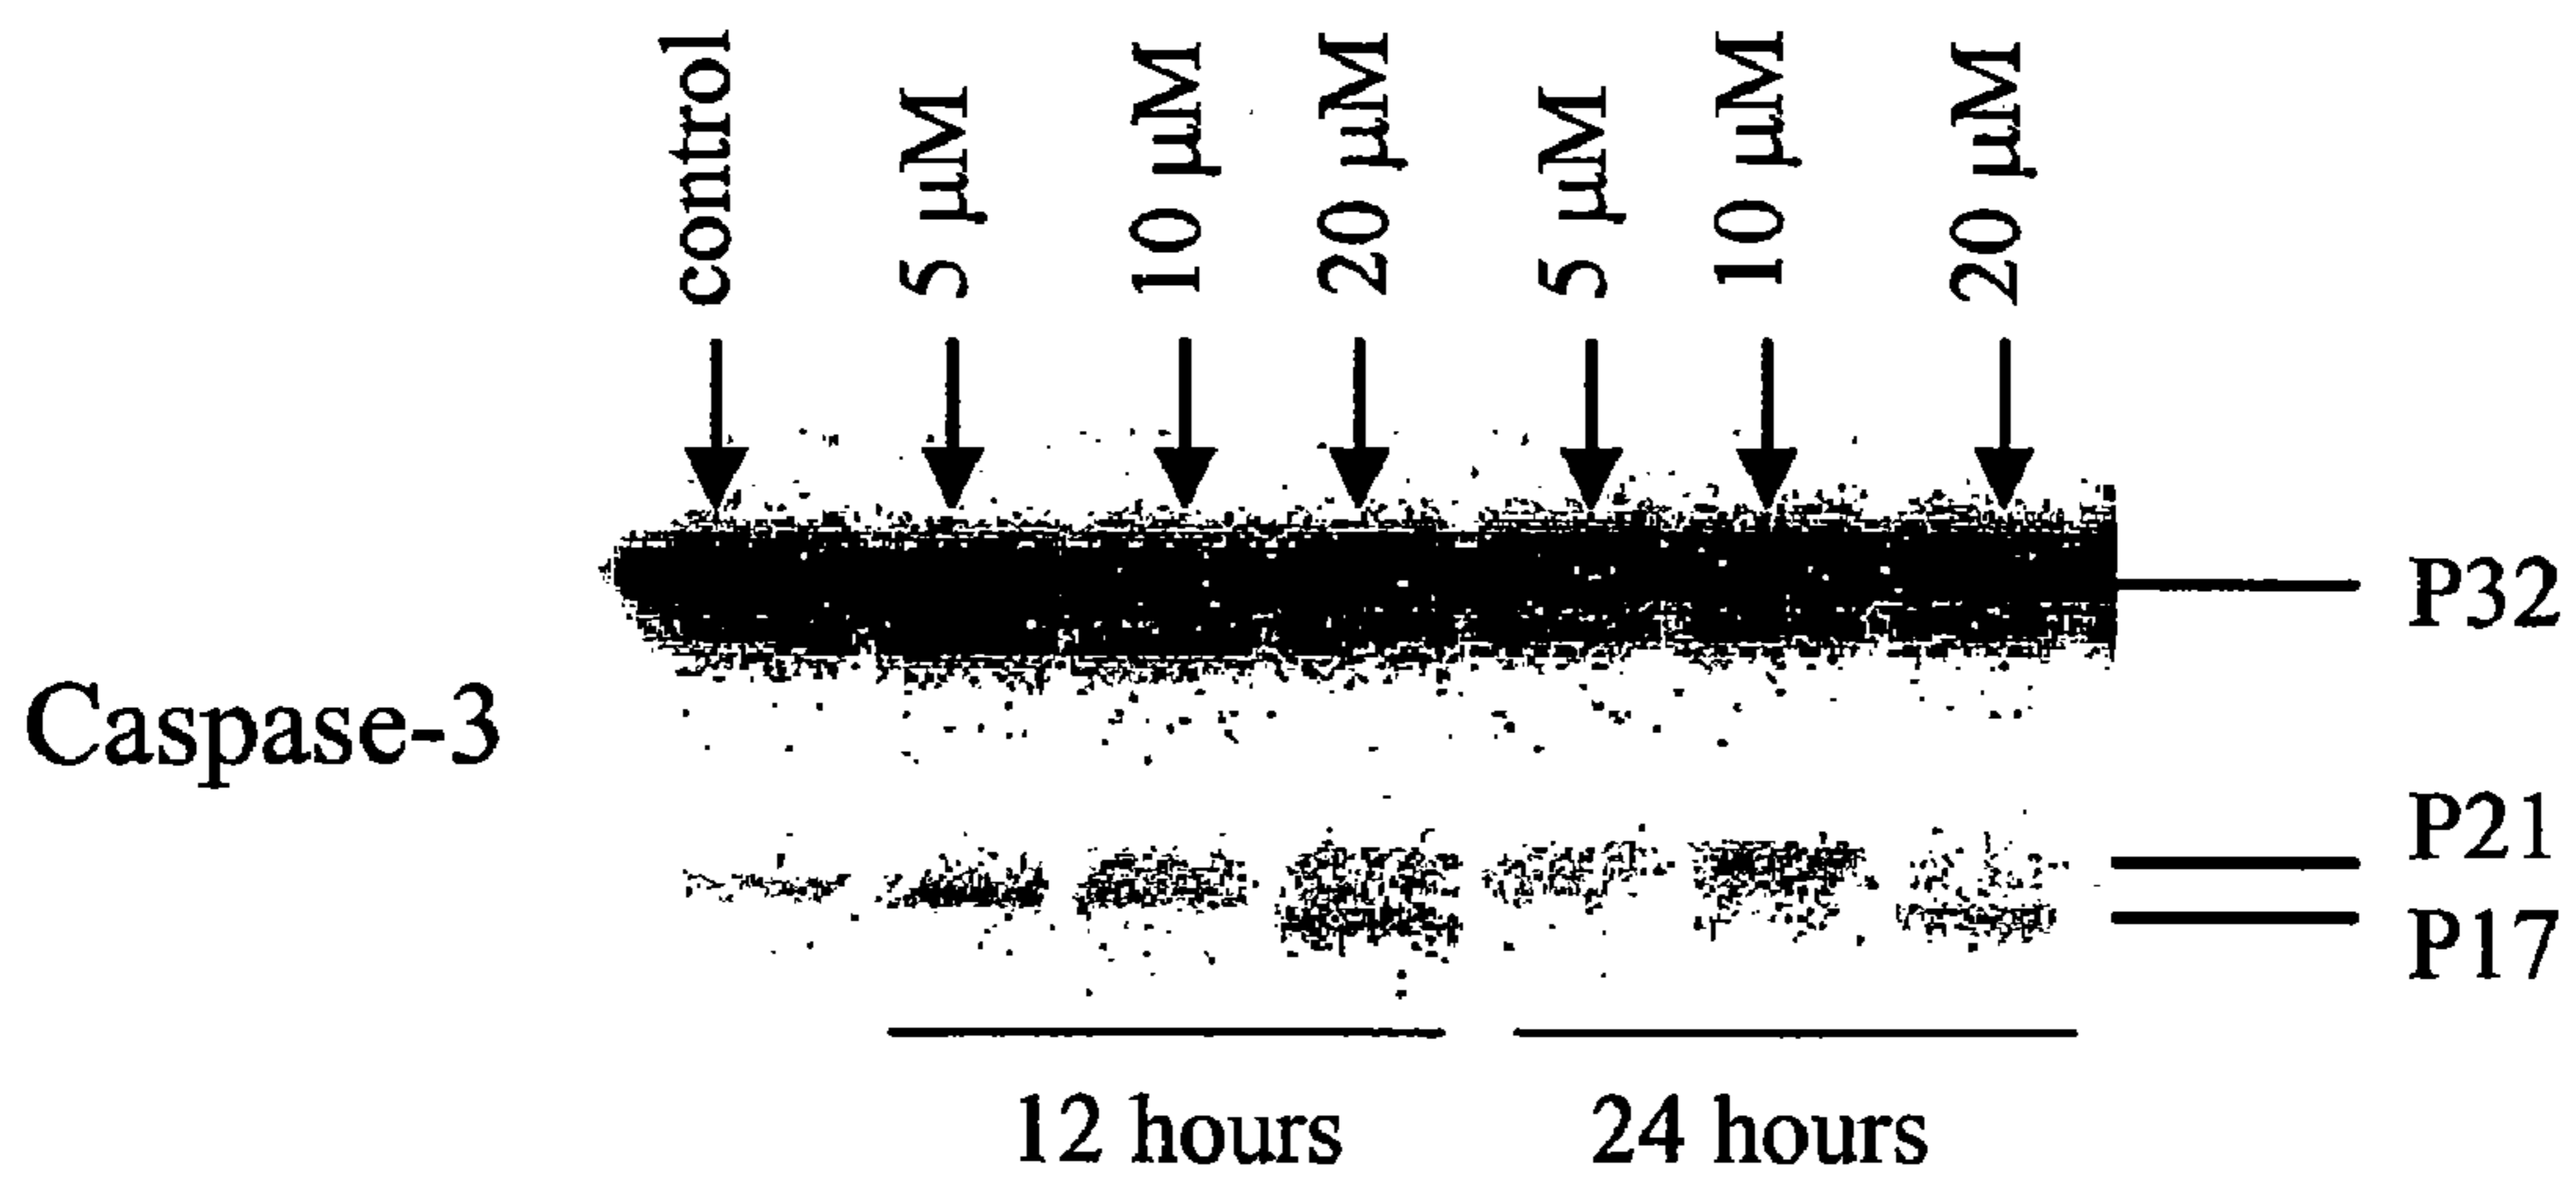 control
5 µM
10 µM
20 µM
5 µM
10 µM
20 µM
P32
Caspase-3
P21
P17
12 hours
24 hours